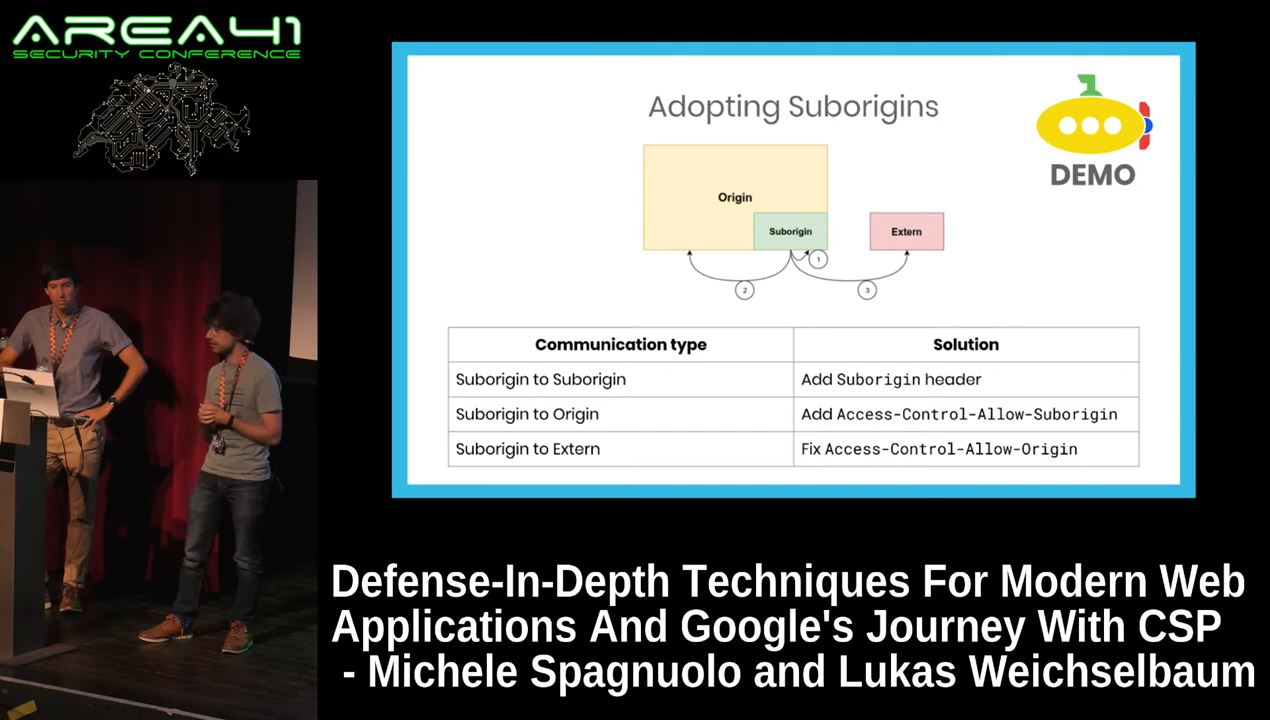 AREA41
SECURITY CONFERENCE
Adopting Suborigins
DEMO
Origin
Suborigin
Extern
1
2
3
Communication type Solution
Suborigin to Suborigin Add Suborigin header
Suborigin to Origin Add Access-Control-Allow-Suborigin
Suborigin to Extern Fix Access-Control-Allow-Origin
Defense-In-Depth Techniques For Modern Web
Applications And Google's Journey With CSP
- Michele Spagnuolo and Lukas Weichselbaum